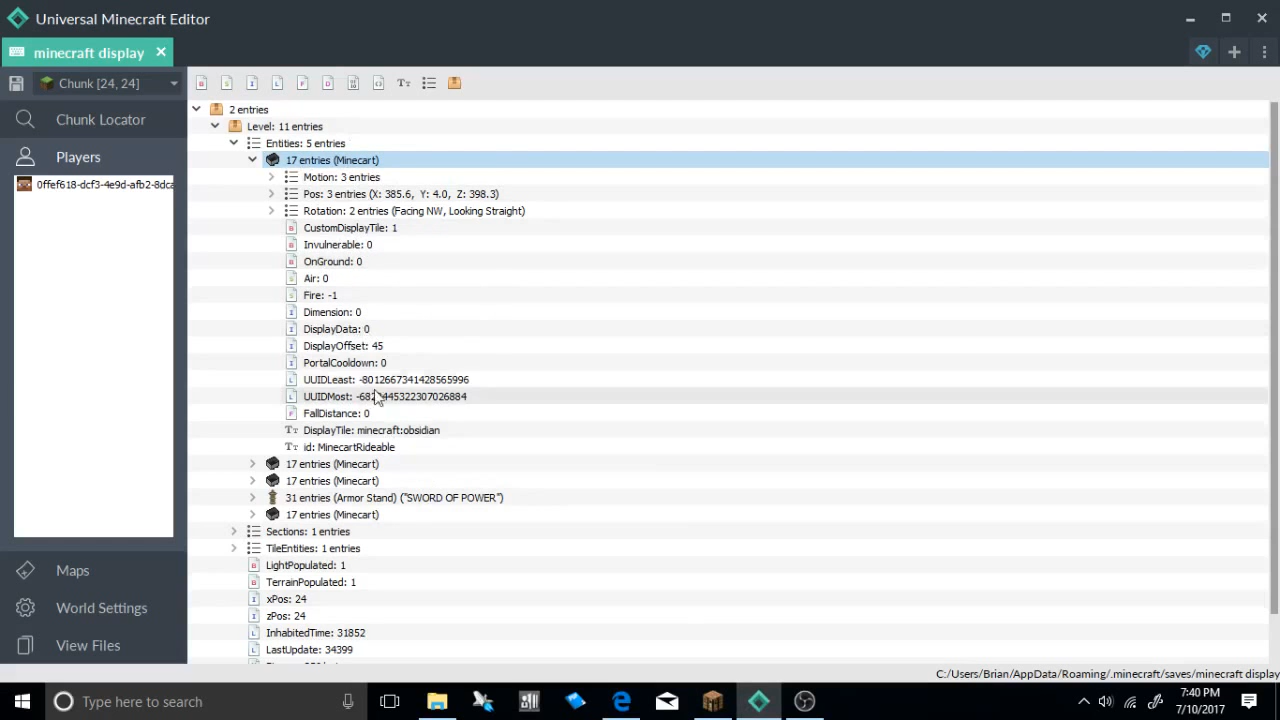 Universal Minecraft Editor
minecraft display
Chunk [24, 24]
Chunk Locator
Players
0ffef618-dcf3-4e9d-afb2-8dca
Maps
World Settings
View Files
2 entries
Level: 11 entries
Entities: 5 entries
17 entries (Minecart)
Motion: 3 entries
Pos: 3 entries (X: 385.6, Y: 4.0, Z: 398.3)
Rotation: 2 entries (Facing NW, Looking Straight)
CustomDisplayTile: 1
Invulnerable: 0
OnGround: 0
Air: 0
Fire: -1
Dimension: 0
DisplayData: 0
DisplayOffset: 45
PortalCooldown: 0
UUIDLeast: -8012667341428565996
UUIDMost:
FallDistance: 0
DisplayTile: minecraft:obsidian
id: MinecartRideable
17 entries (Minecart)
17 entries (Minecart)
31 entries (Armor Stand) ("SWORD OF POWER")
17 entries (Minecart)
Sections: 1 entries
TileEntities: 1 entries
LightPopulated: 1
TerrainPopulated: 1
xPos: 24
zPos: 24
InhabitedTime: 31852
LastUpdate: 34399
C:/Users/Brian/AppData/Roaming/.minecraft/saves/minecraft display
Type here to search
7:40 PM
7/10/2017